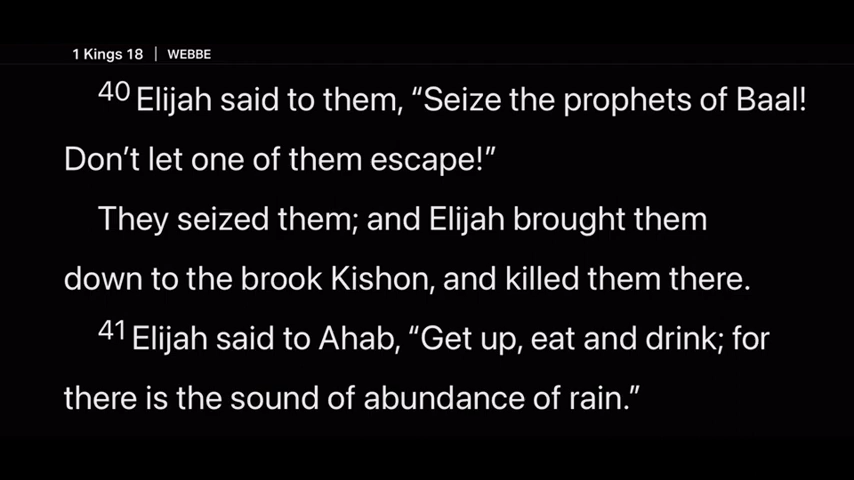 1 Kings 18 | WEBBE
40 Elijah said to them, “Seize the prophets of Baal!
Don’t let one of them escape!”
They seized them; and Elijah brought them
down to the brook Kishon, and killed them there.
41 Elijah said to Ahab, “Get up, eat and drink; for
there is the sound of abundance of rain.”